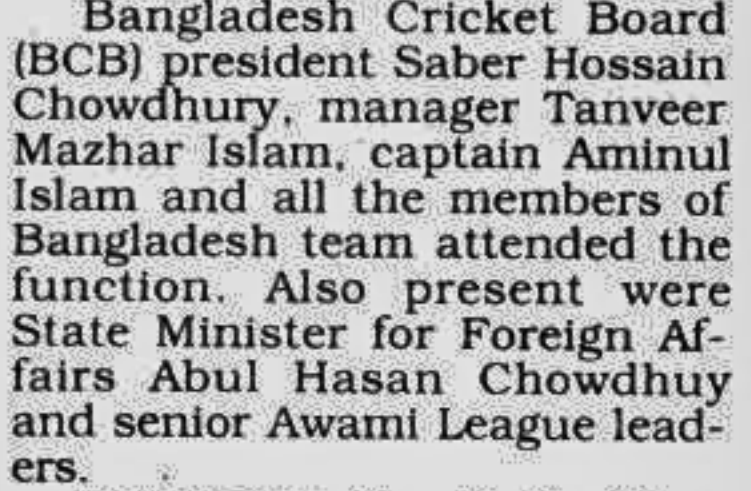 Bangladesh Cricket Board
(BCB) president Saber Hossain
Chowdhury, manager Tanveer
Mazhar Islam, captain Aminul
Islam and all the members of
Bangladesh team attended the
function. Also present were
State Minister for Foreign Af-
fairs Abul Hasan Chowdhuy
and senior Awami League lead-
ers.